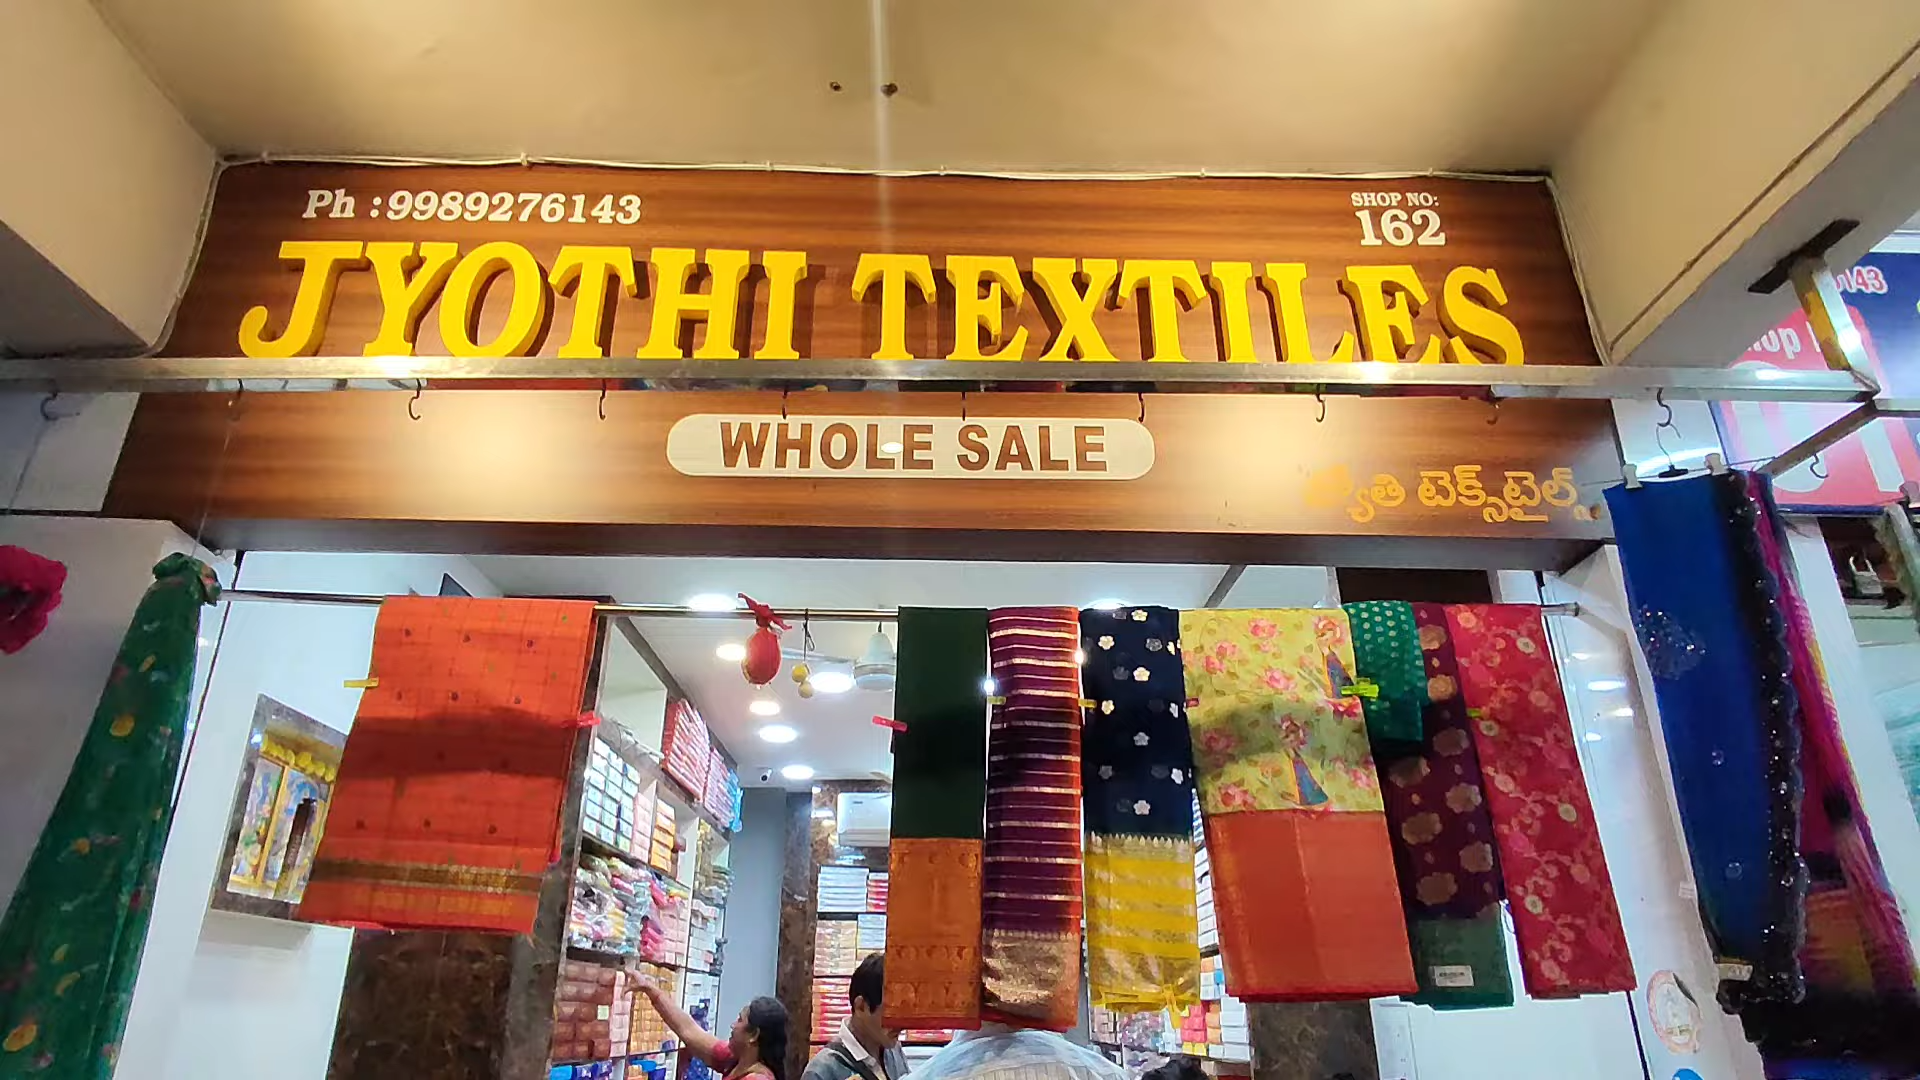 Ph : 9989276143
SHOP NO:
162
JYOTHI TEXTILES
WHOLE SALE
జ్యోతి టెక్స్‌టైల్స్